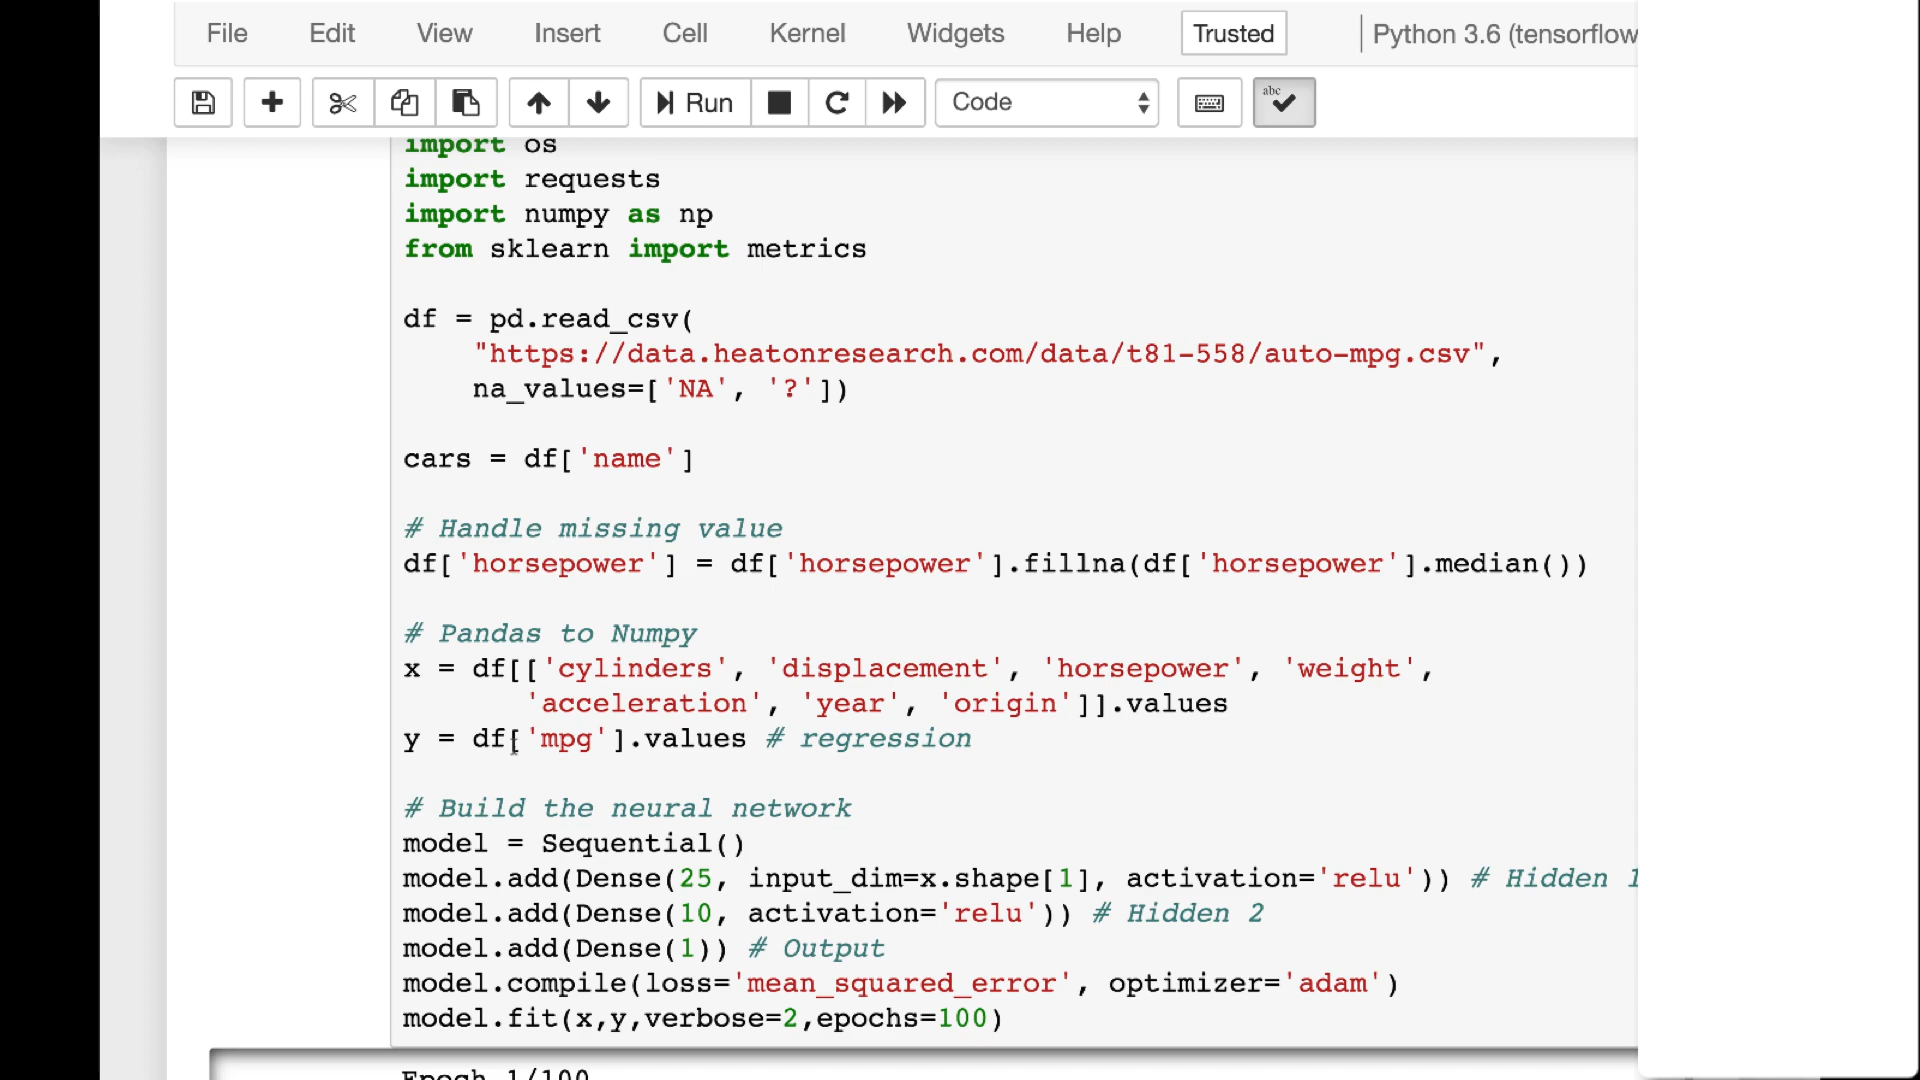 File Edit View Insert Cell Kernel Widgets Help Trusted Python 3.6 (tensorflow
Run Code abc
import os
import requests
import numpy as np
from sklearn import metrics
df = pd.read_csv(
"https://data.heatonresearch.com/data/t81-558/auto-mpg.csv",
na_values=['NA', '?'])
cars = df['name']
# Handle missing value
df['horsepower'] = df['horsepower'].fillna(df['horsepower'].median())
# Pandas to Numpy
x = df[['cylinders', 'displacement', 'horsepower', 'weight',
'acceleration', 'year', 'origin']].values
y = df['mpg'].values # regression
# Build the neural network
model = Sequential()
model.add(Dense(25, input_dim=x.shape[1], activation='relu')) # Hidden 1
model.add(Dense(10, activation='relu')) # Hidden 2
model.add(Dense(1)) # Output
model.compile(loss='mean_squared_error', optimizer='adam')
model.fit(x,y,verbose=2,epochs=100)
Epoch 1/100